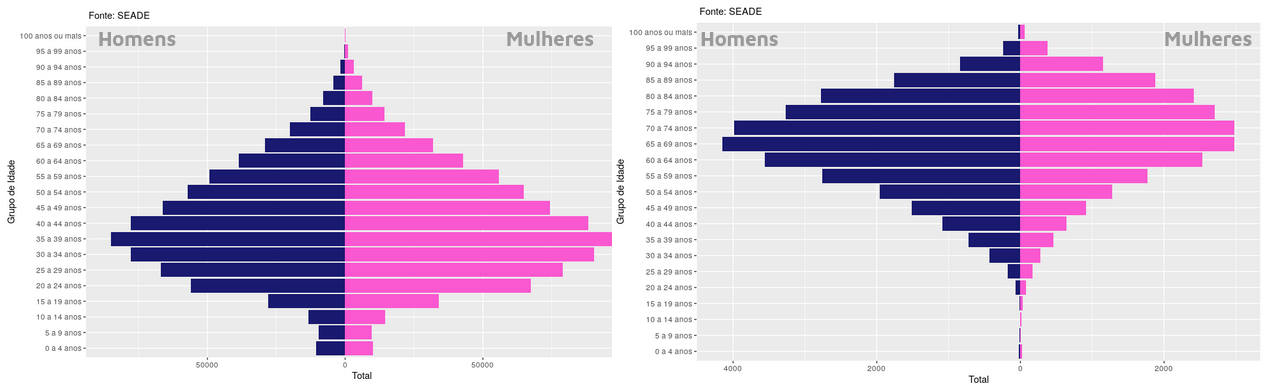 Fonte: SEADE
Homens
Mulheres
Grupo de Idade
100 anos ou mais
95 a 99 anos
90 a 94 anos
85 a 89 anos
80 a 84 anos
75 a 79 anos
70 a 74 anos
65 a 69 anos
60 a 64 anos
55 a 59 anos
50 a 54 anos
45 a 49 anos
40 a 44 anos
35 a 39 anos
30 a 34 anos
25 a 29 anos
20 a 24 anos
15 a 19 anos
10 a 14 anos
5 a 9 anos
0 a 4 anos
50000 0 50000
Total
Fonte: SEADE
Homens
Mulheres
Grupo de Idade
100 anos ou mais
95 a 99 anos
90 a 94 anos
85 a 89 anos
80 a 84 anos
75 a 79 anos
70 a 74 anos
65 a 69 anos
60 a 64 anos
55 a 59 anos
50 a 54 anos
45 a 49 anos
40 a 44 anos
35 a 39 anos
30 a 34 anos
25 a 29 anos
20 a 24 anos
15 a 19 anos
10 a 14 anos
5 a 9 anos
0 a 4 anos
4000 2000 0 2000
Total